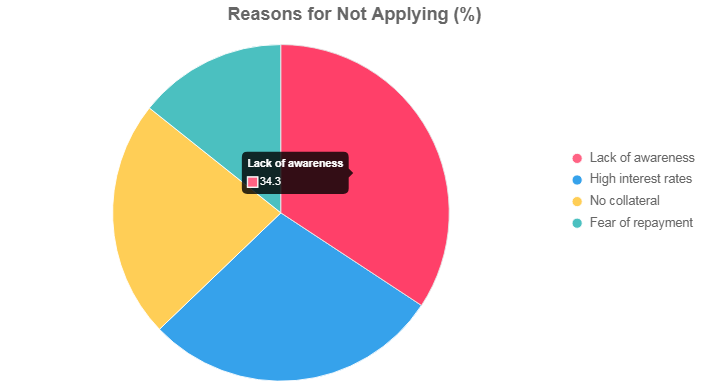 Reasons for Not Applying (%)
Lack of awareness
34.3
Lack of awareness
High interest rates
No collateral
Fear of repayment